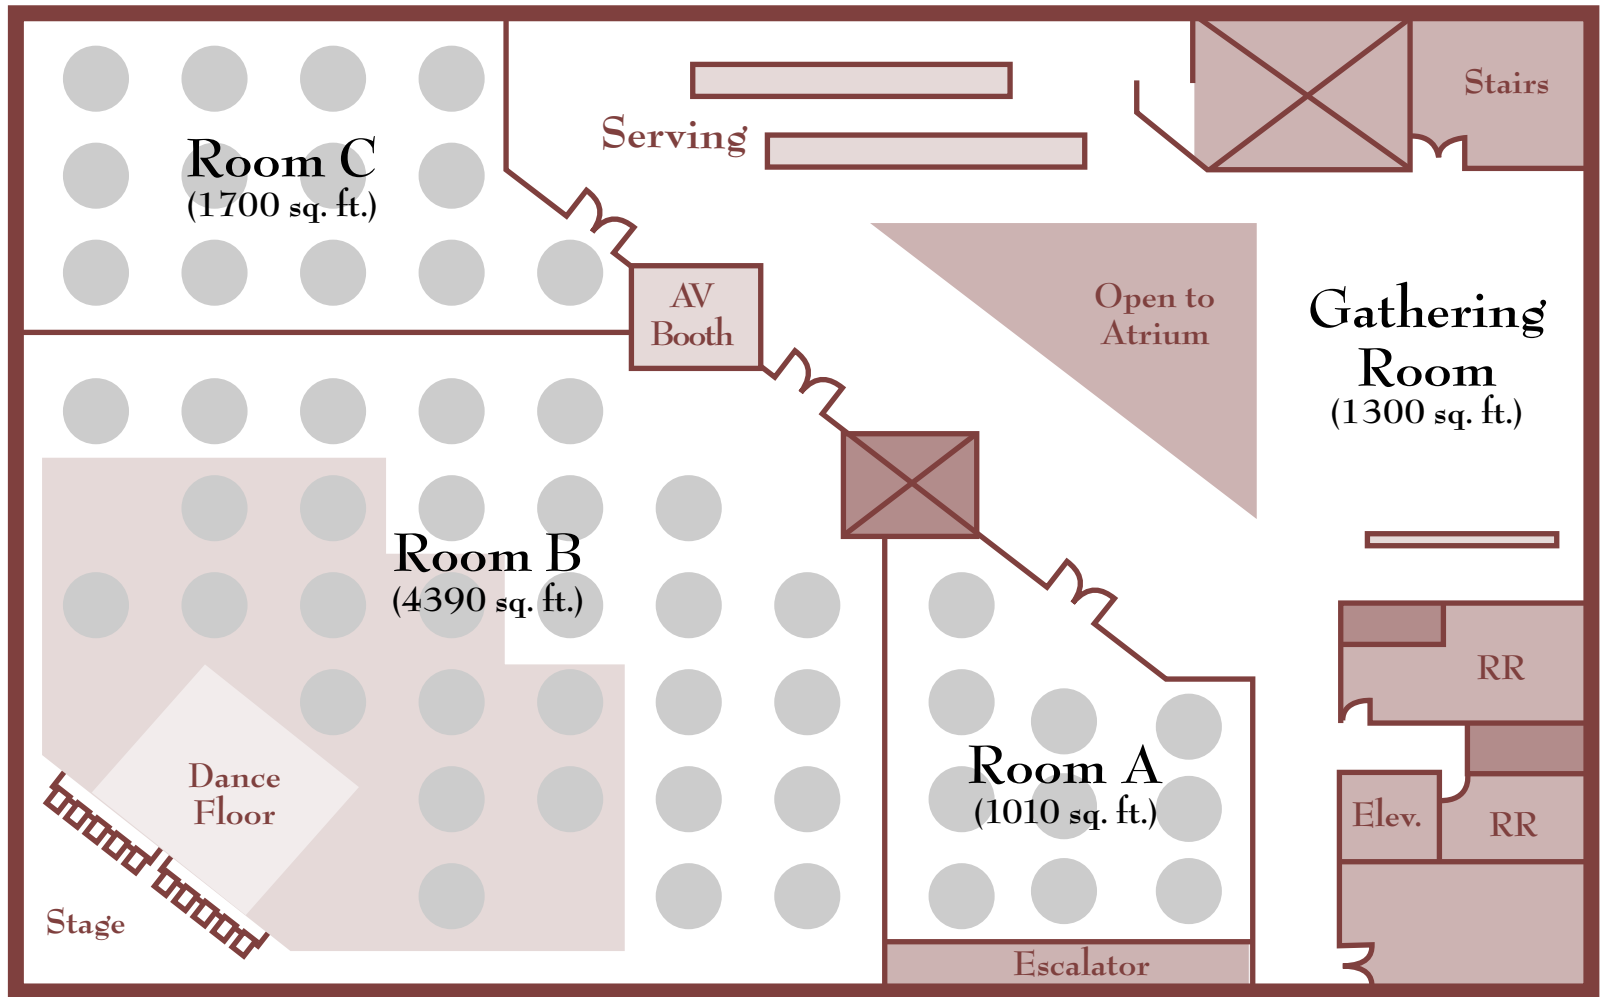 Room C
(1700 sq. ft.)
Serving
Stairs
AV
Booth
Open to
Atrium
Gathering
Room
(1300 sq. ft.)
Room B
(4390 sq. ft.)
RR
Room A
(1010 sq. ft.)
Dance
Floor
Elev.
RR
Stage
Escalator